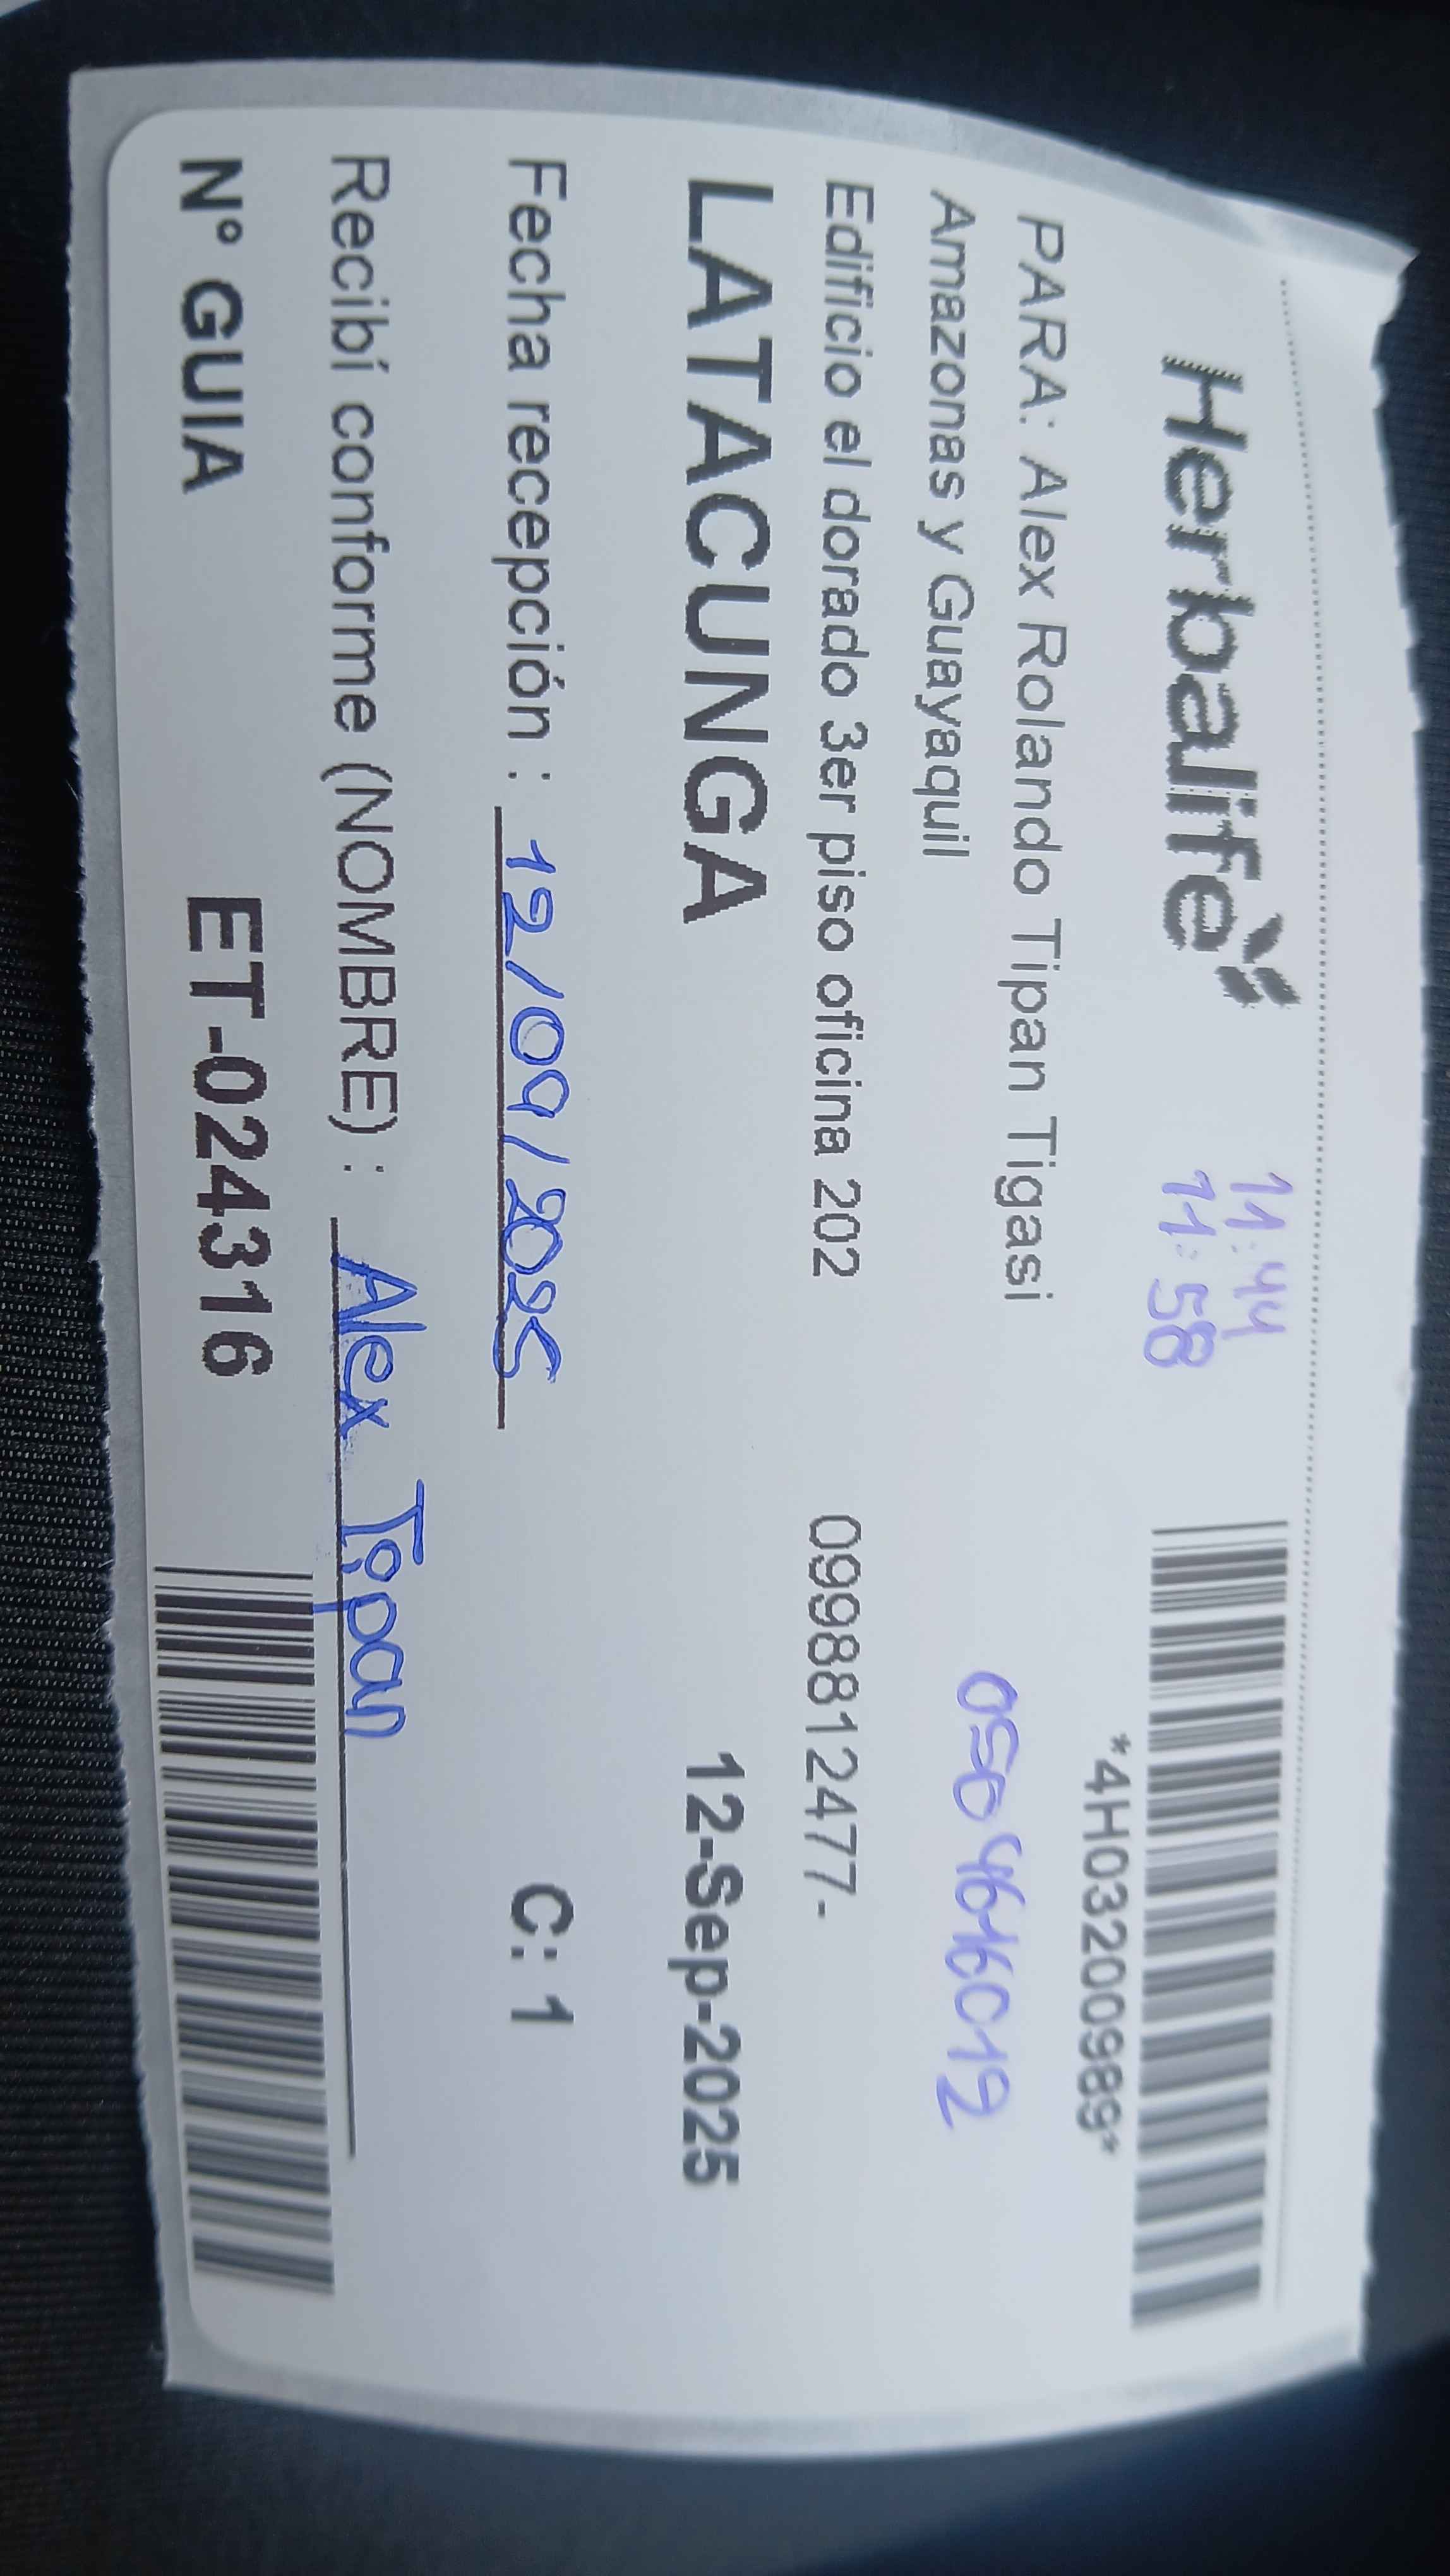 Herbalife
11:44
11:58
*4H03200989*
PARA: Alex Rolando Tipan Tigasi
Amazonas y Guayaquil
0504616012
Edificio el dorado 3er piso oficina 202 0998812477-
LATACUNGA 12-Sep-2025
Fecha recepción : 12/09/2025 C: 1
Recibí conforme (NOMBRE) : Alex Tipan
N° GUIA ET-024316